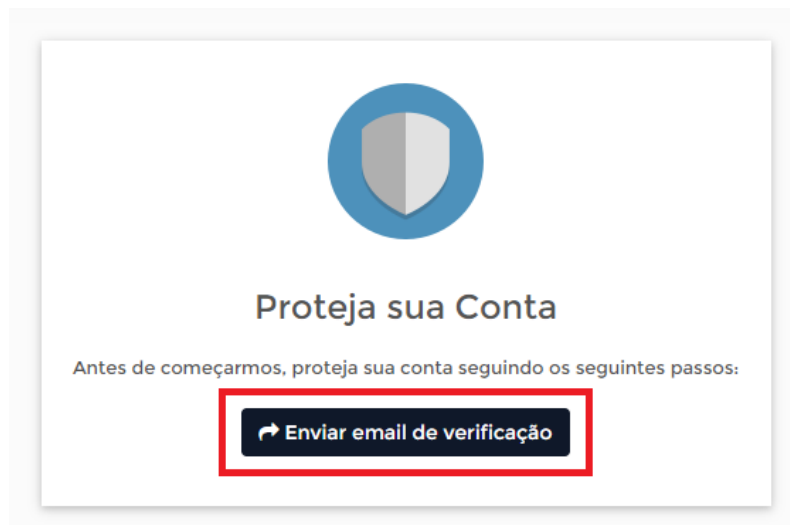 Proteja sua Conta
Antes de começarmos, proteja sua conta seguindo os seguintes passos:
Enviar email de verificação